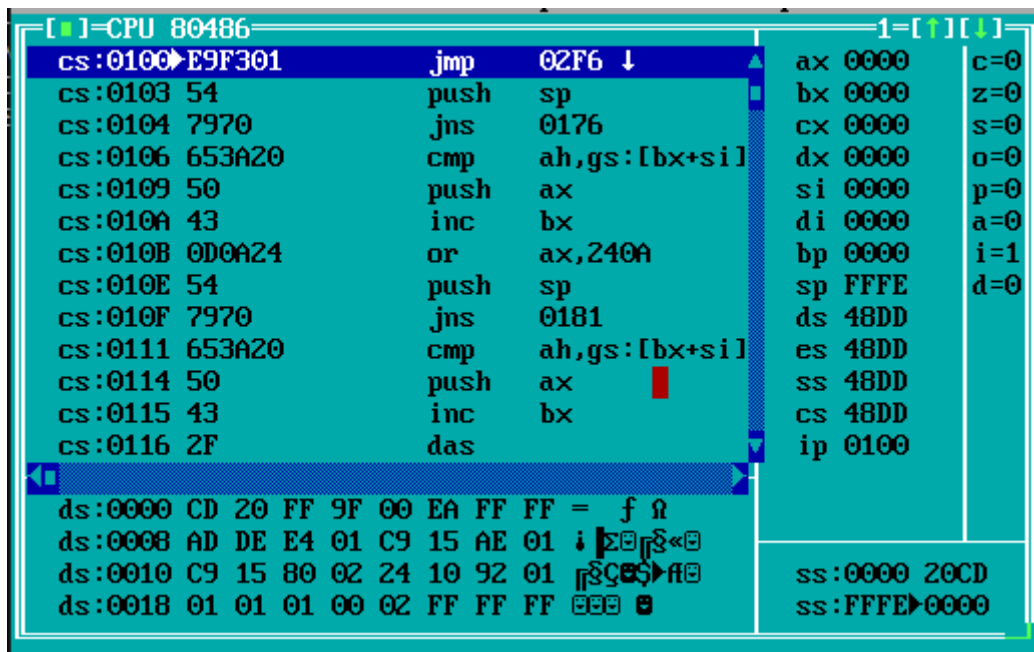 [■]=CPU 80486 1=[↑][↓]
cs:0100►E9F301 jmp 02F6 ↓ ax 0000 c=0
cs:0103 54 push sp bx 0000 z=0
cs:0104 7970 jns 0176 cx 0000 s=0
cs:0106 653A20 cmp ah,gs:[bx+si] dx 0000 o=0
cs:0109 50 push ax si 0000 p=0
cs:010A 43 inc bx di 0000 a=0
cs:010B 0D0A24 or ax,240A bp 0000 i=1
cs:010E 54 push sp sp FFFE d=0
cs:010F 7970 jns 0181 ds 48DD
cs:0111 653A20 cmp ah,gs:[bx+si] es 48DD
cs:0114 50 push ax ss 48DD
cs:0115 43 inc bx cs 48DD
cs:0116 2F das ip 0100
ds:0000 CD 20 FF 9F 00 EA FF FF = ƒ Ω
ds:0008 AD DE E4 01 C9 15 AE 01 ¡▐Σ☺╔§«☺
ds:0010 C9 15 80 02 24 10 92 01 ╔§Ç☻$►Æ☺ ss:0000 20CD
ds:0018 01 01 01 00 02 FF FF FF ☺☺☺ ☻ ss:FFFE►0000